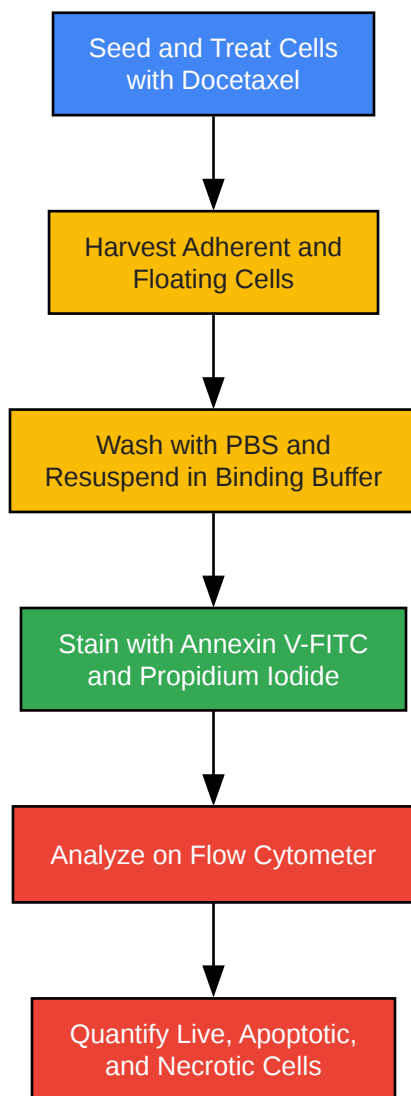 Seed and Treat Cells
with Docetaxel
Harvest Adherent and
Floating Cells
Wash with PBS and
Resuspend in Binding Buffer
Stain with Annexin V-FITC
and Propidium Iodide
Analyze on Flow Cytometer
Quantify Live, Apoptotic,
and Necrotic Cells